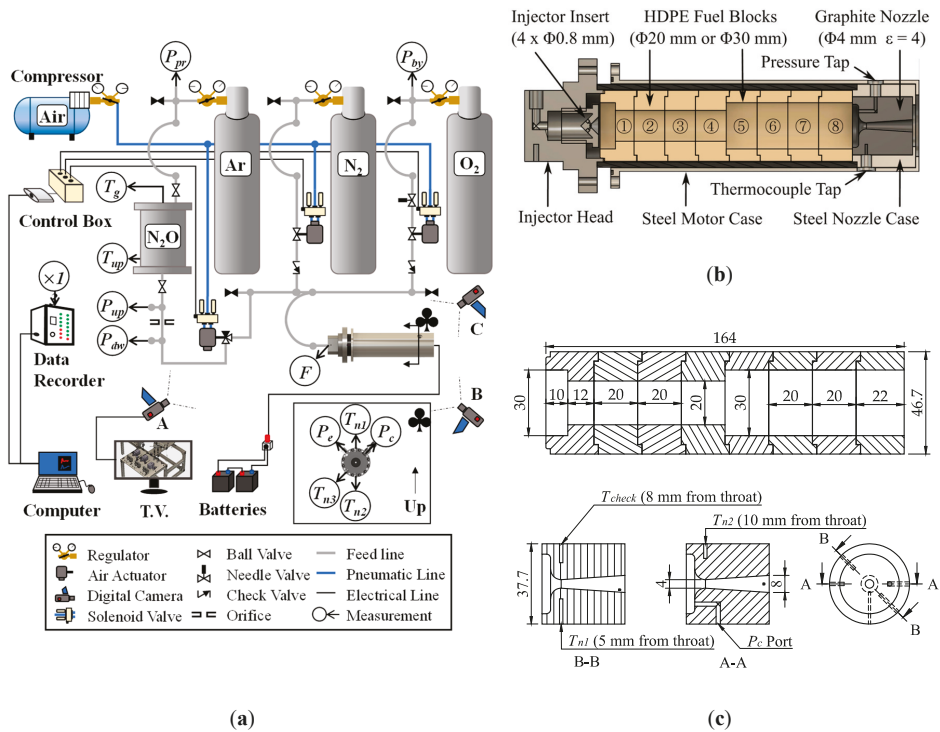 P_pr
P_by
Compressor
Air
Ar
N2
O2
Control Box
T_g
N2O
T_up
×1
P_up
P_dw
Data
Recorder
F
A
B
C
♣
♣
P_e
T_n1
P_c
T_n3
T_n2
Up
Computer
T.V.
Batteries
Regulator
Ball Valve
Feed line
Air Actuator
Needle Valve
Pneumatic Line
Digital Camera
Check Valve
Electrical Line
Solenoid Valve
Orifice
Measurement
(a)
Injector Insert
(4 x Φ0.8 mm)
HDPE Fuel Blocks
(Φ20 mm or Φ30 mm)
Graphite Nozzle
(Φ4 mm ε = 4)
Pressure Tap
① ② ③ ④ ⑤ ⑥ ⑦ ⑧
Thermocouple Tap
Injector Head
Steel Motor Case
Steel Nozzle Case
(b)
164
30
10
12
20
20
20
30
20
20
22
46.7
T_check (8 mm from throat)
T_n2 (10 mm from throat)
37.7
4
8
B
A
A
B
T_n1 (5 mm from throat)
P_c Port
B-B
A-A
(c)